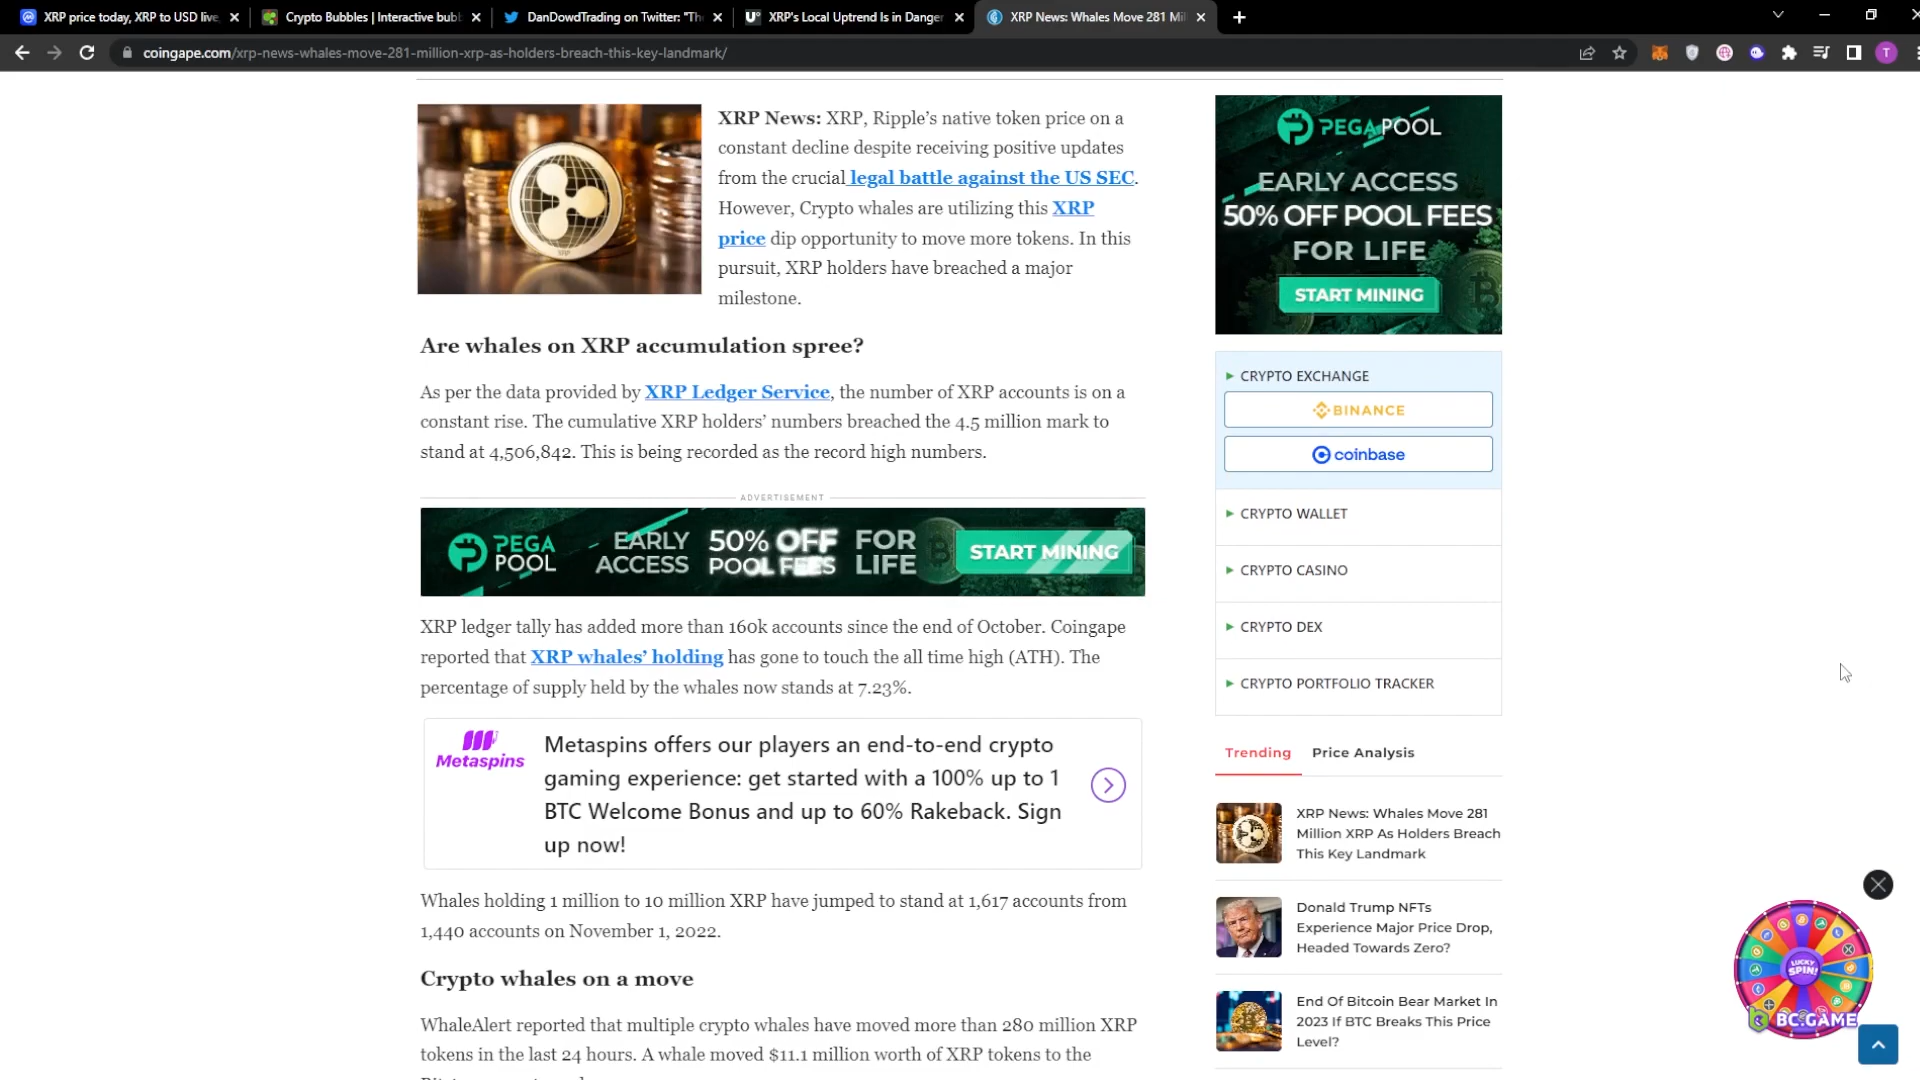 XRP price today, XRP to USD live,
Crypto Bubbles | Interactive bubb
DanDowdTrading on Twitter: "Th
XRP's Local Uptrend Is in Danger
XRP News: Whales Move 281 Mil
coingape.com/xrp-news-whales-move-281-million-xrp-as-holders-breach-this-key-landmark/
T
XRP News: XRP, Ripple's native token price on a
constant decline despite receiving positive updates
from the crucial legal battle against the US SEC.
However, Crypto whales are utilizing this XRP
price dip opportunity to move more tokens. In this
pursuit, XRP holders have breached a major
milestone.
Are whales on XRP accumulation spree?
As per the data provided by XRP Ledger Service, the number of XRP accounts is on a
constant rise. The cumulative XRP holders' numbers breached the 4.5 million mark to
stand at 4,506,842. This is being recorded as the record high numbers.
ADVERTISEMENT
PEGA
POOL
EARLY
ACCESS
50% OFF
POOL FEES
FOR
LIFE
START MINING
XRP ledger tally has added more than 160k accounts since the end of October. Coingape
reported that XRP whales' holding has gone to touch the all time high (ATH). The
percentage of supply held by the whales now stands at 7.23%.
Metaspins
Metaspins offers our players an end-to-end crypto
gaming experience: get started with a 100% up to 1
BTC Welcome Bonus and up to 60% Rakeback. Sign
up now!
Whales holding 1 million to 10 million XRP have jumped to stand at 1,617 accounts from
1,440 accounts on November 1, 2022.
Crypto whales on a move
WhaleAlert reported that multiple crypto whales have moved more than 280 million XRP
tokens in the last 24 hours. A whale moved $11.1 million worth of XRP tokens to the
PEGAPOOL
EARLY ACCESS
50% OFF POOL FEES
FOR LIFE
START MINING
CRYPTO EXCHANGE
BINANCE
coinbase
CRYPTO WALLET
CRYPTO CASINO
CRYPTO DEX
CRYPTO PORTFOLIO TRACKER
Trending
Price Analysis
XRP News: Whales Move 281
Million XRP As Holders Breach
This Key Landmark
Donald Trump NFTs
Experience Major Price Drop,
Headed Towards Zero?
End Of Bitcoin Bear Market In
2023 If BTC Breaks This Price
Level?
LUCKY
SPIN!
BC.GAME